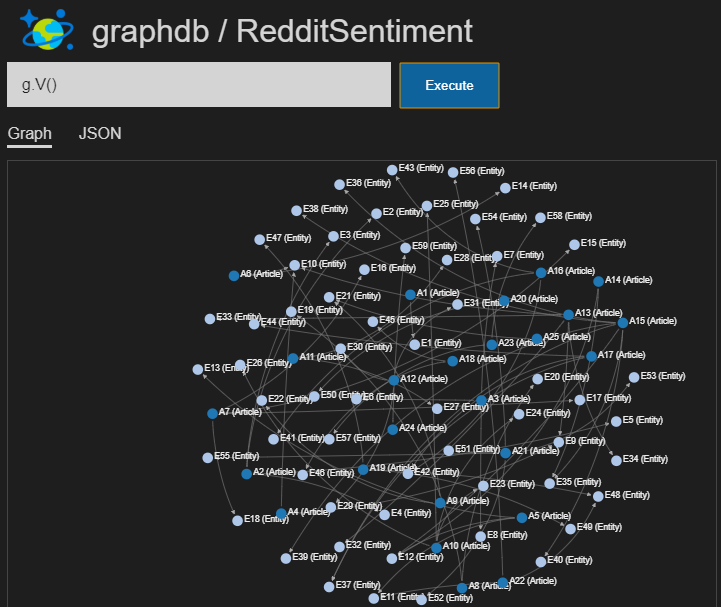 graphdb / RedditSentiment
g.V()
Execute
Graph
JSON
E43 (Entity)
E56 (Entity)
E36 (Entity)
E14 (Entity)
E25 (Entity)
E38 (Entity)
E2 (Entity)
E54 (Entity)
E58 (Entity)
E47 (Entity)
E3 (Entity)
E59 (Entity)
E15 (Entity)
E28 (Entity)
E7 (Entity)
E10 (Entity)
E16 (Entity)
A16 (Article)
A6 (Article)
A14 (Article)
E21 (Entity)
A1 (Article)
A20 (Article)
E31 (Entity)
E19 (Entity)
A13 (Article)
E33 (Entity)
E44 (Entity)
E45 (Entity)
A15 (Article)
A25 (Article)
E30 (Entity)
E1 (Entity)
A23 (Article)
A11 (Article)
A17 (Article)
E13 (Entity)
E26 (Entity)
A18 (Article)
A12 (Article)
E20 (Entity)
E53 (Entity)
E22 (Entity)
E50 (Entity)
E6 (Entity)
A3 (Article)
E17 (Entity)
A7 (Article)
E27 (Entity)
E24 (Entity)
E5 (Entity)
A24 (Article)
E41 (Entity)
E57 (Entity)
E9 (Entity)
E55 (Entity)
E51 (Entity)
A21 (Article)
E34 (Entity)
A2 (Article)
E46 (Entity)
A19 (Article)
E42 (Entity)
E23 (Entity)
E35 (Entity)
E48 (Entity)
A9 (Article)
E18 (Entity)
A4 (Article)
E29 (Entity)
E4 (Entity)
A5 (Article)
E49 (Entity)
E8 (Entity)
E39 (Entity)
E32 (Entity)
E12 (Entity)
A10 (Article)
E40 (Entity)
E37 (Entity)
A8 (Article)
A22 (Article)
E11 (Entity)
E52 (Entity)